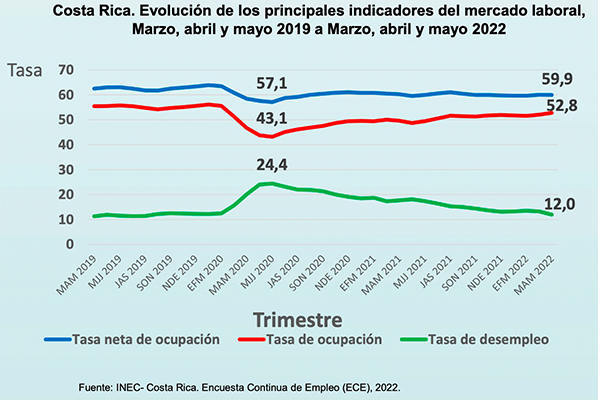 Costa Rica. Evolución de los principales indicadores del mercado laboral,
Marzo, abril y mayo 2019 a Marzo, abril y mayo 2022
Tasa
70
60
50
40
30
20
10
0
57,1
59,9
43,1
52,8
24,4
12,0
MAM 2019
MJJ 2019
JAS 2019
SON 2019
NDE 2019
EFM 2020
MAM 2020
MJJ 2020
JAS 2020
SON 2020
NDE 2020
EFM 2021
MAM 2021
MJJ 2021
JAS 2021
SON 2021
NDE 2021
EFM 2022
MAM 2022
Trimestre
Tasa neta de ocupación Tasa de ocupación Tasa de desempleo
Fuente: INEC- Costa Rica. Encuesta Continua de Empleo (ECE), 2022.